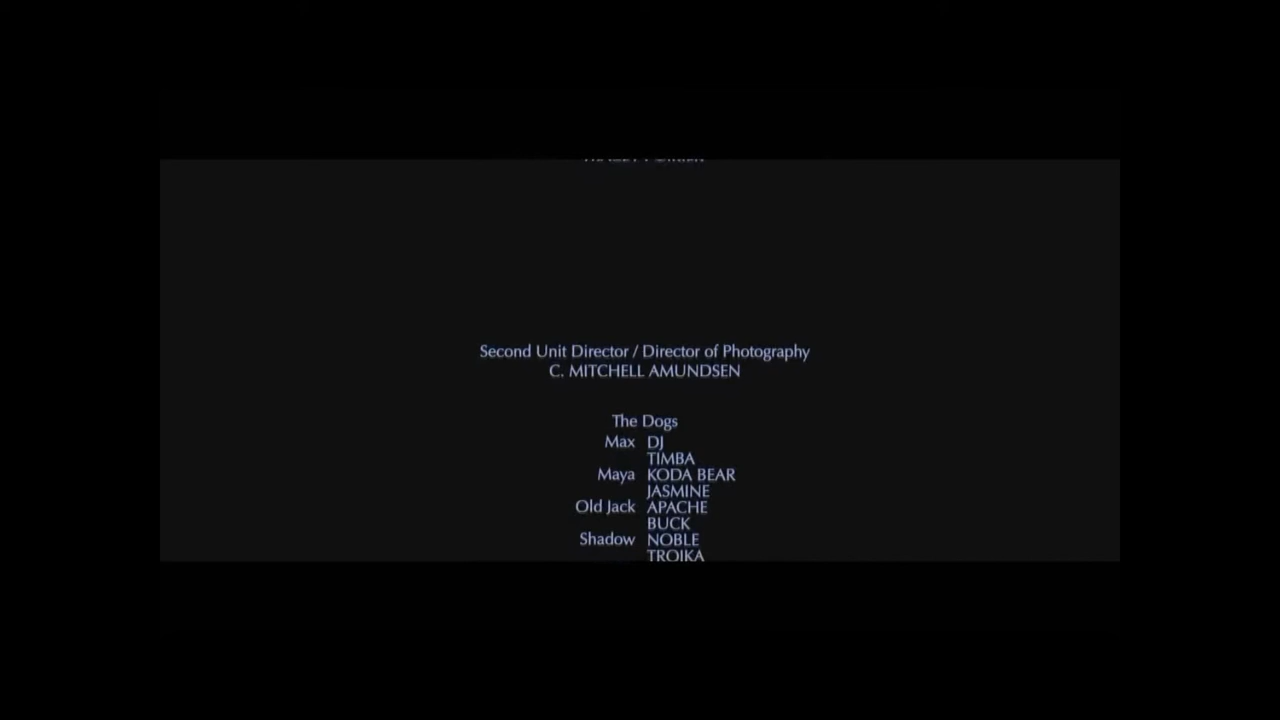 Second Unit Director / Director of Photography
C. MITCHELL AMUNDSEN
The Dogs
Max DJ
TIMBA
Maya KODA BEAR
JASMINE
Old Jack APACHE
BUCK
Shadow NOBLE
TROIKA